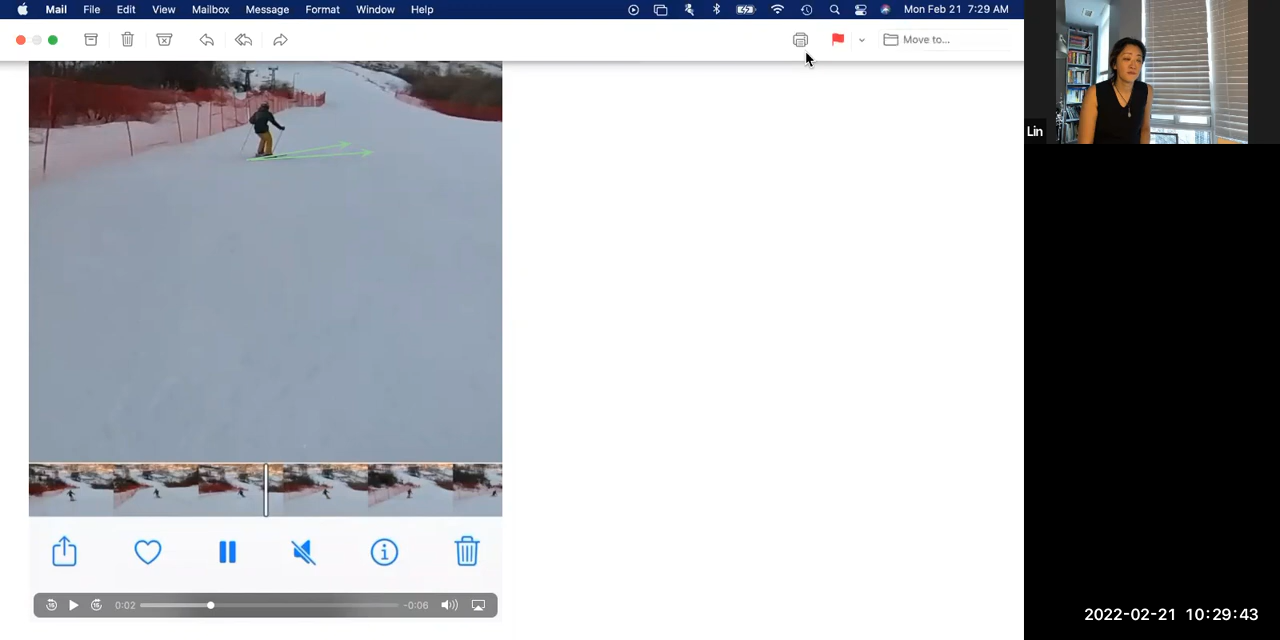 Mail File Edit View Mailbox Message Format Window Help Mon Feb 21 7:29 AM
Move to...
Lin
0:02 -0:06
2022-02-21 10:29:43